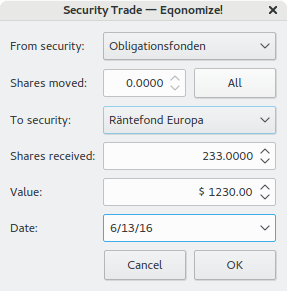 Security Trade — Eqonomize!
From security: Obligationsfonden
Shares moved: 0.0000 All
To security: Räntefond Europa
Shares received: 233.0000
Value: $ 1230.00
Date: 6/13/16
Cancel OK